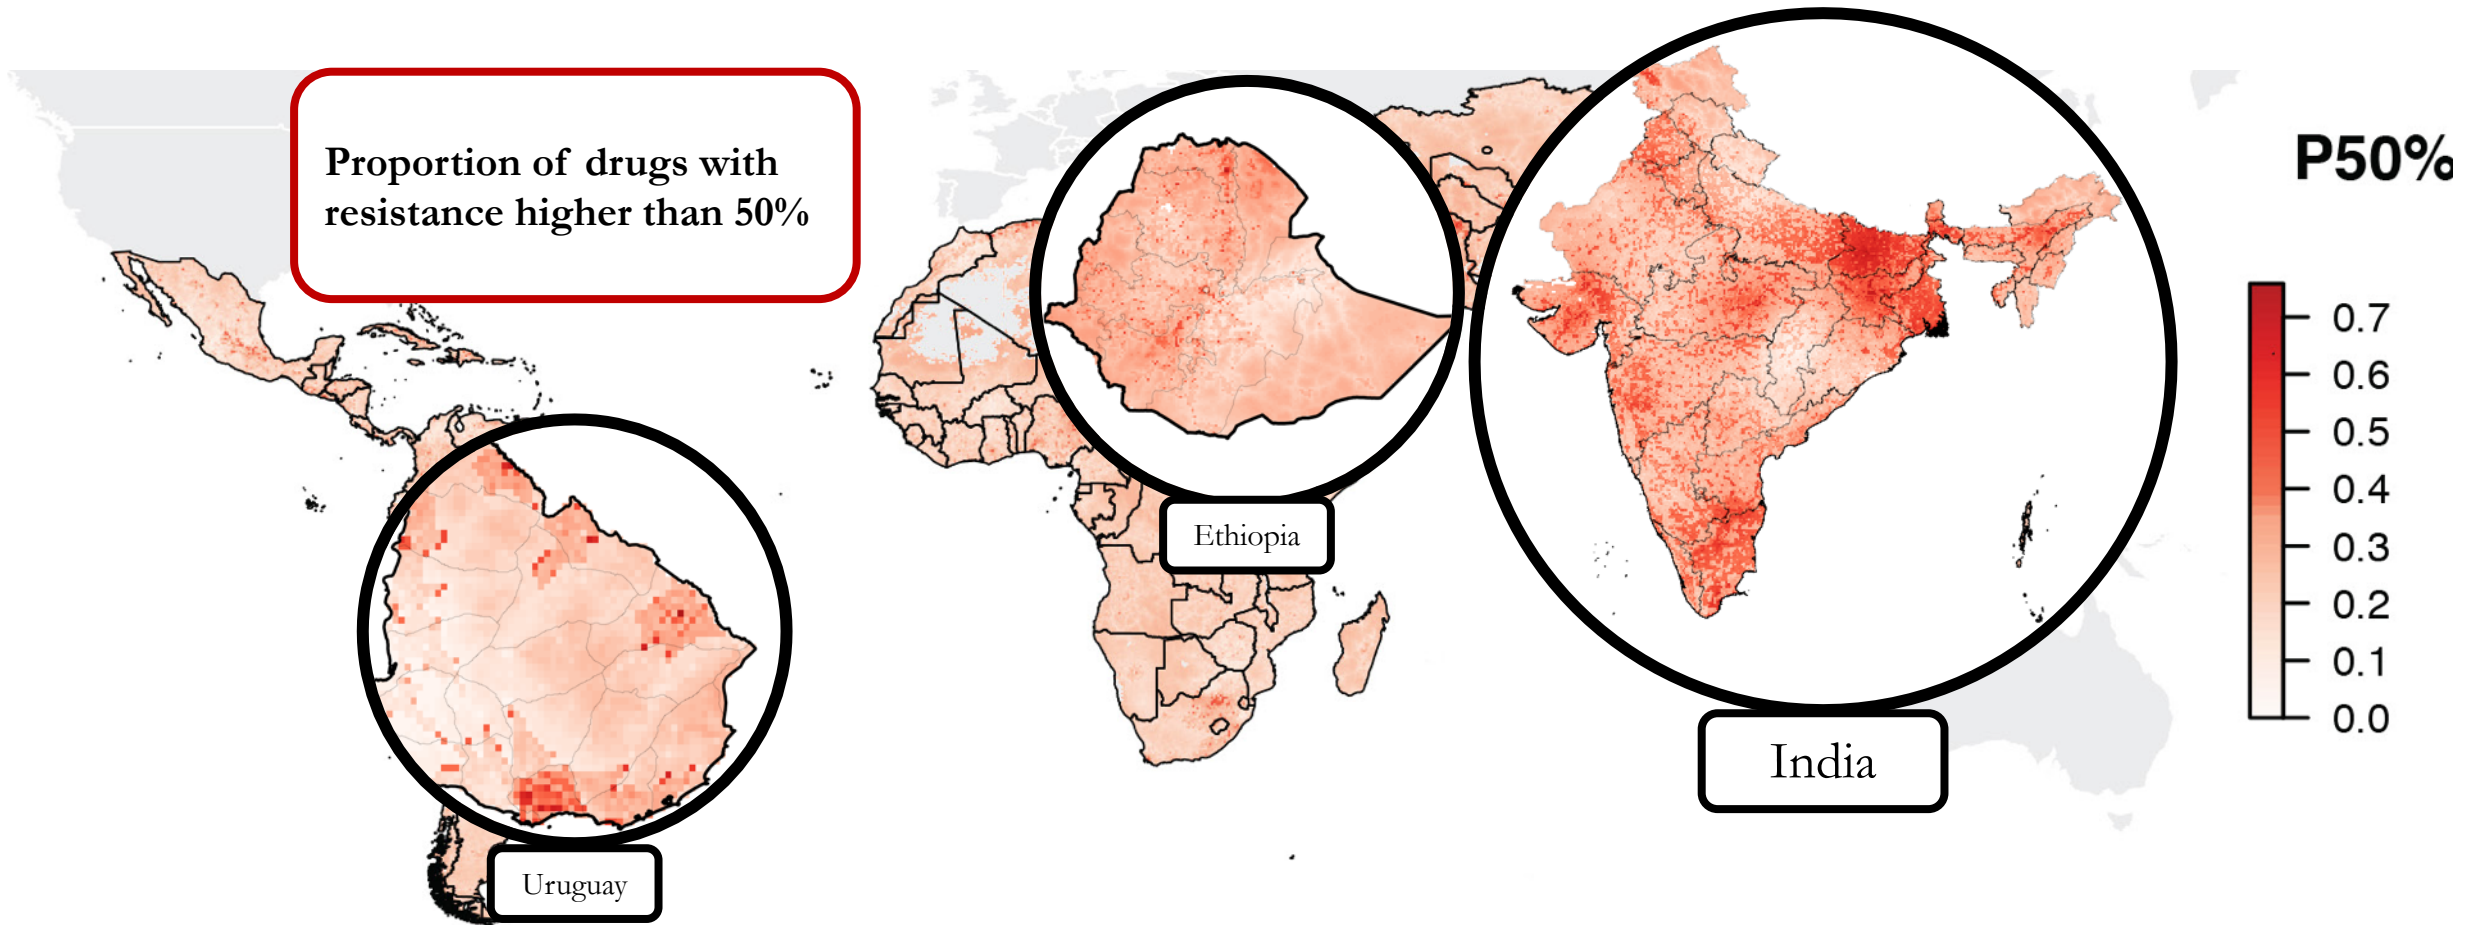 Proportion of drugs with
resistance higher than 50%
P50%
0.7
0.6
0.5
0.4
0.3
0.2
0.1
0.0
Ethiopia
India
Uruguay